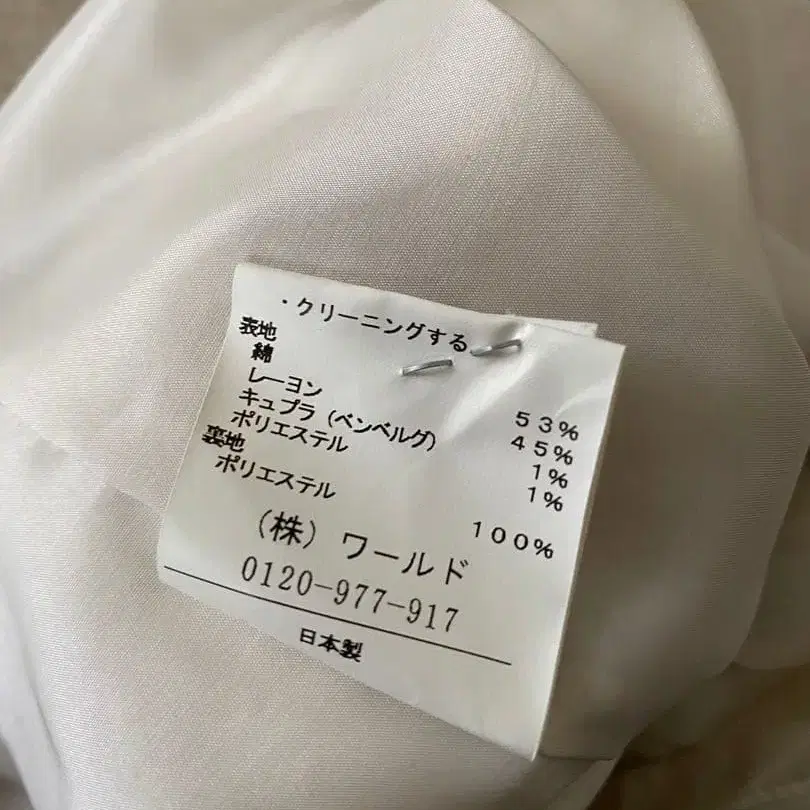 ・クリーニングする
表地
綿 53%
レーヨン 45%
キュプラ(ベンベルグ) 1%
ポリエステル 1%
裏地
ポリエステル 100%
(株)ワールド
0120-977-917
日本製